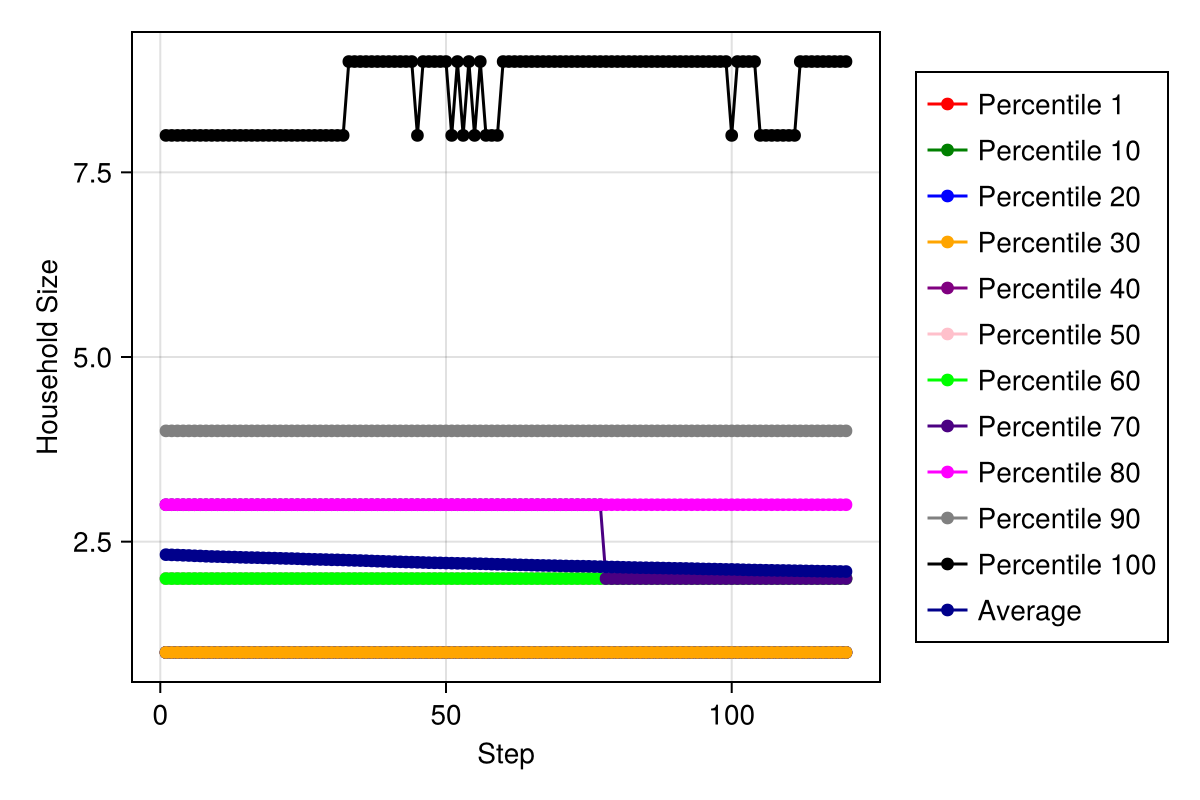 7.5
5.0
2.5
Household Size
0
50
100
Step
Percentile 1
Percentile 10
Percentile 20
Percentile 30
Percentile 40
Percentile 50
Percentile 60
Percentile 70
Percentile 80
Percentile 90
Percentile 100
Average